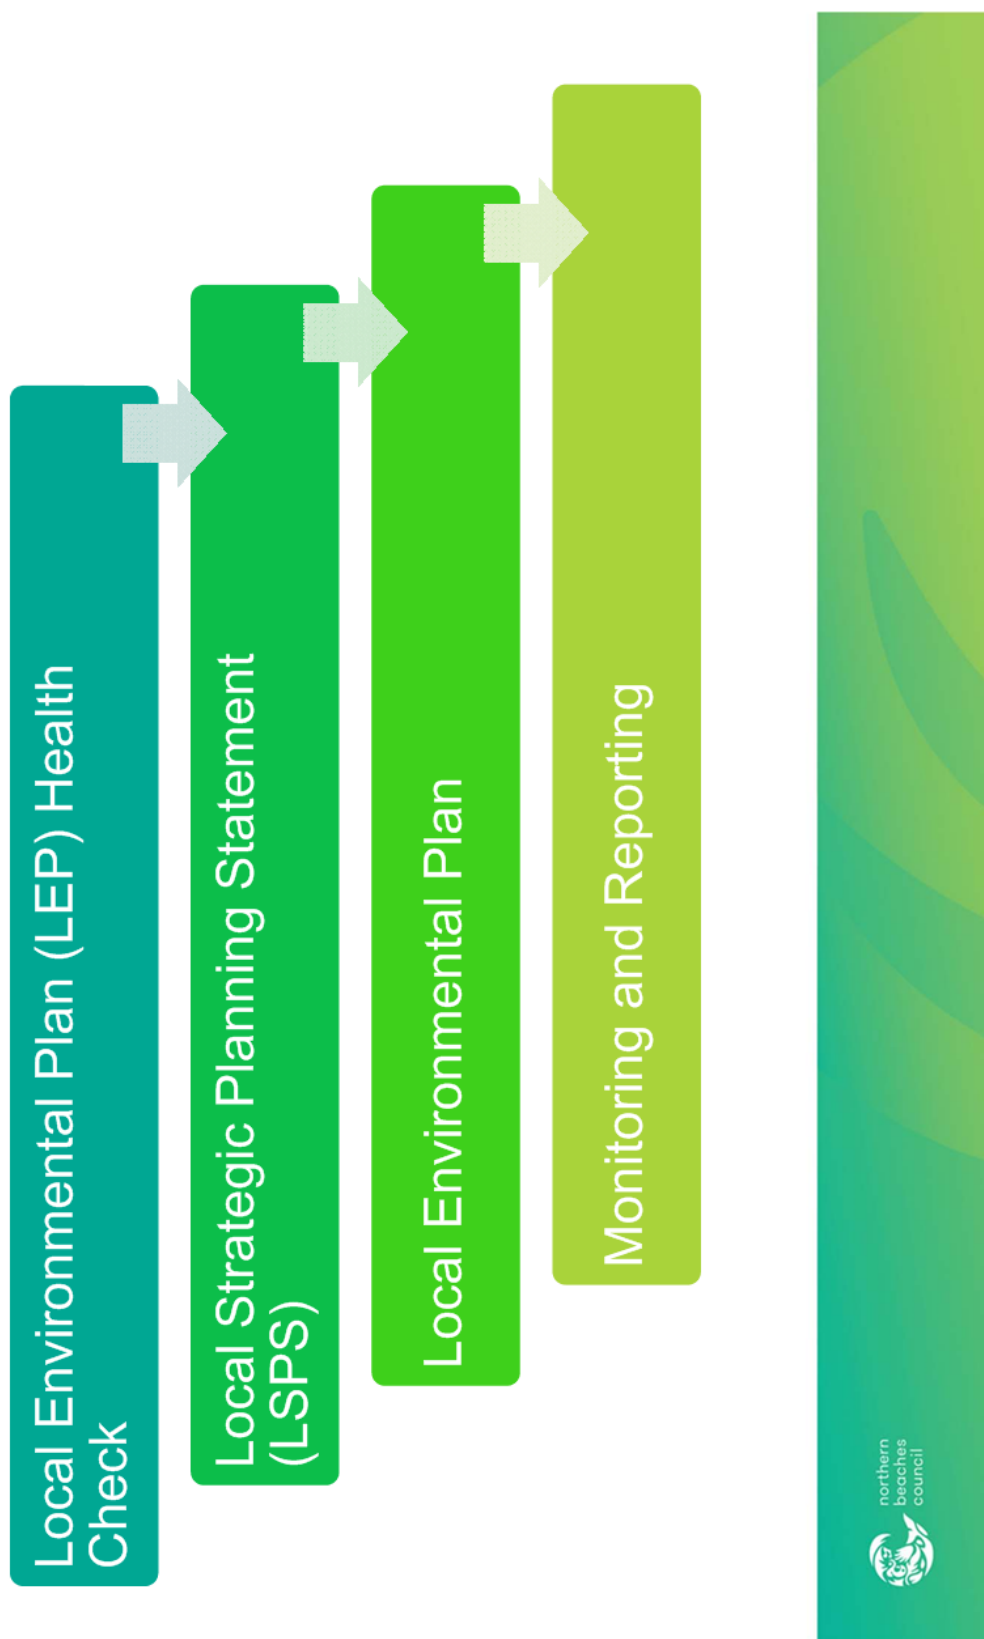 Local Environmental Plan (LEP) Health
Check
Local Strategic Planning Statement
(LSPS)
Local Environmental Plan
Monitoring and Reporting
northern
beaches
council